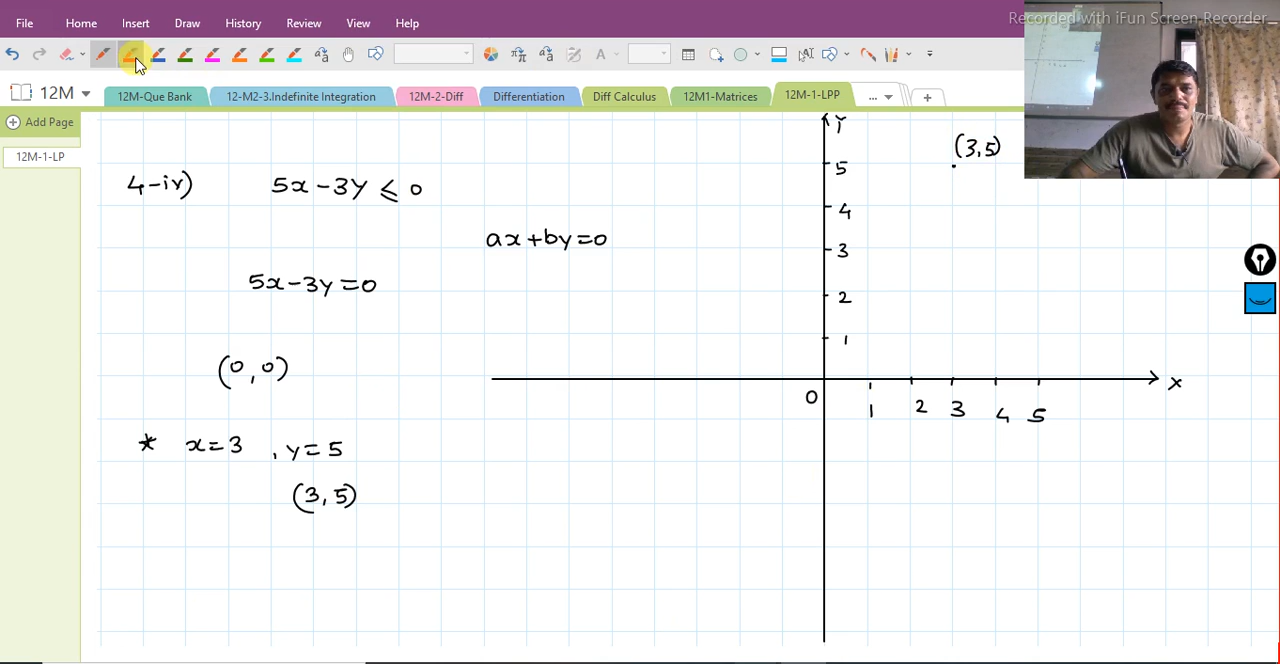 File Home Insert Draw History Review View Help
Recorded with iFun Screen Recorder
12M 12M-Que Bank 12-M2-3.Indefinite Integration 12M-2-Diff Differentiation Diff Calculus 12M1-Matrices 12M-1-LPP ... +
Add Page
12M-1-LP
4-iv) 5x-3y ≤ 0
ax+by=0
5x-3y=0
(0, 0)
* x=3 , y=5
(3, 5)
Y
(3,5)
5
4
3
2
1
0 1 2 3 4 5 X